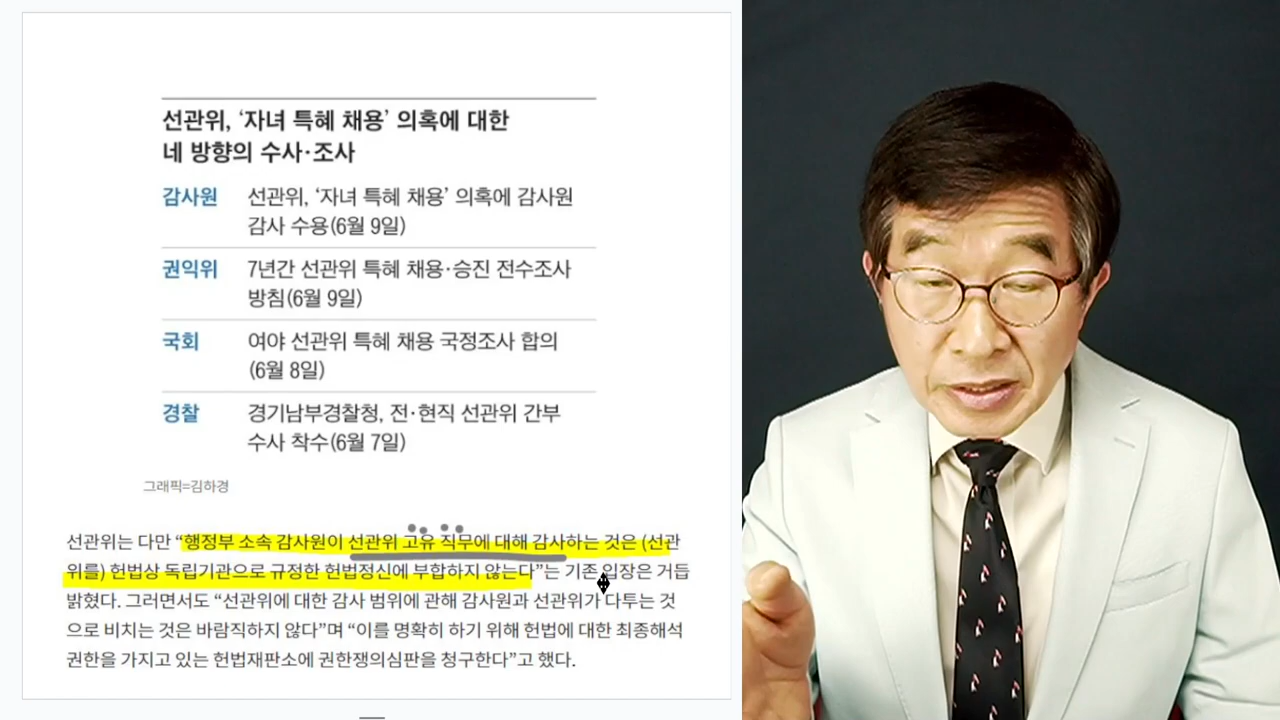 선관위, ‘자녀 특혜 채용’ 의혹에 대한
네 방향의 수사·조사
감사원 선관위, ‘자녀 특혜 채용’ 의혹에 감사원
감사 수용(6월 9일)
권익위 7년간 선관위 특혜 채용·승진 전수조사
방침(6월 9일)
국회 여야 선관위 특혜 채용 국정조사 합의
(6월 8일)
경찰 경기남부경찰청, 전·현직 선관위 간부
수사 착수(6월 7일)
그래픽=김하경
선관위는 다만 “행정부 소속 감사원이 선관위 고유 직무에 대해 감사하는 것은 (선관
위를) 헌법상 독립기관으로 규정한 헌법정신에 부합하지 않는다”는 기존 입장은 거듭
밝혔다. 그러면서도 “선관위에 대한 감사 범위에 관해 감사원과 선관위가 다투는 것
으로 비치는 것은 바람직하지 않다”며 “이를 명확히 하기 위해 헌법에 대한 최종해석
권한을 가지고 있는 헌법재판소에 권한쟁의심판을 청구한다”고 했다.